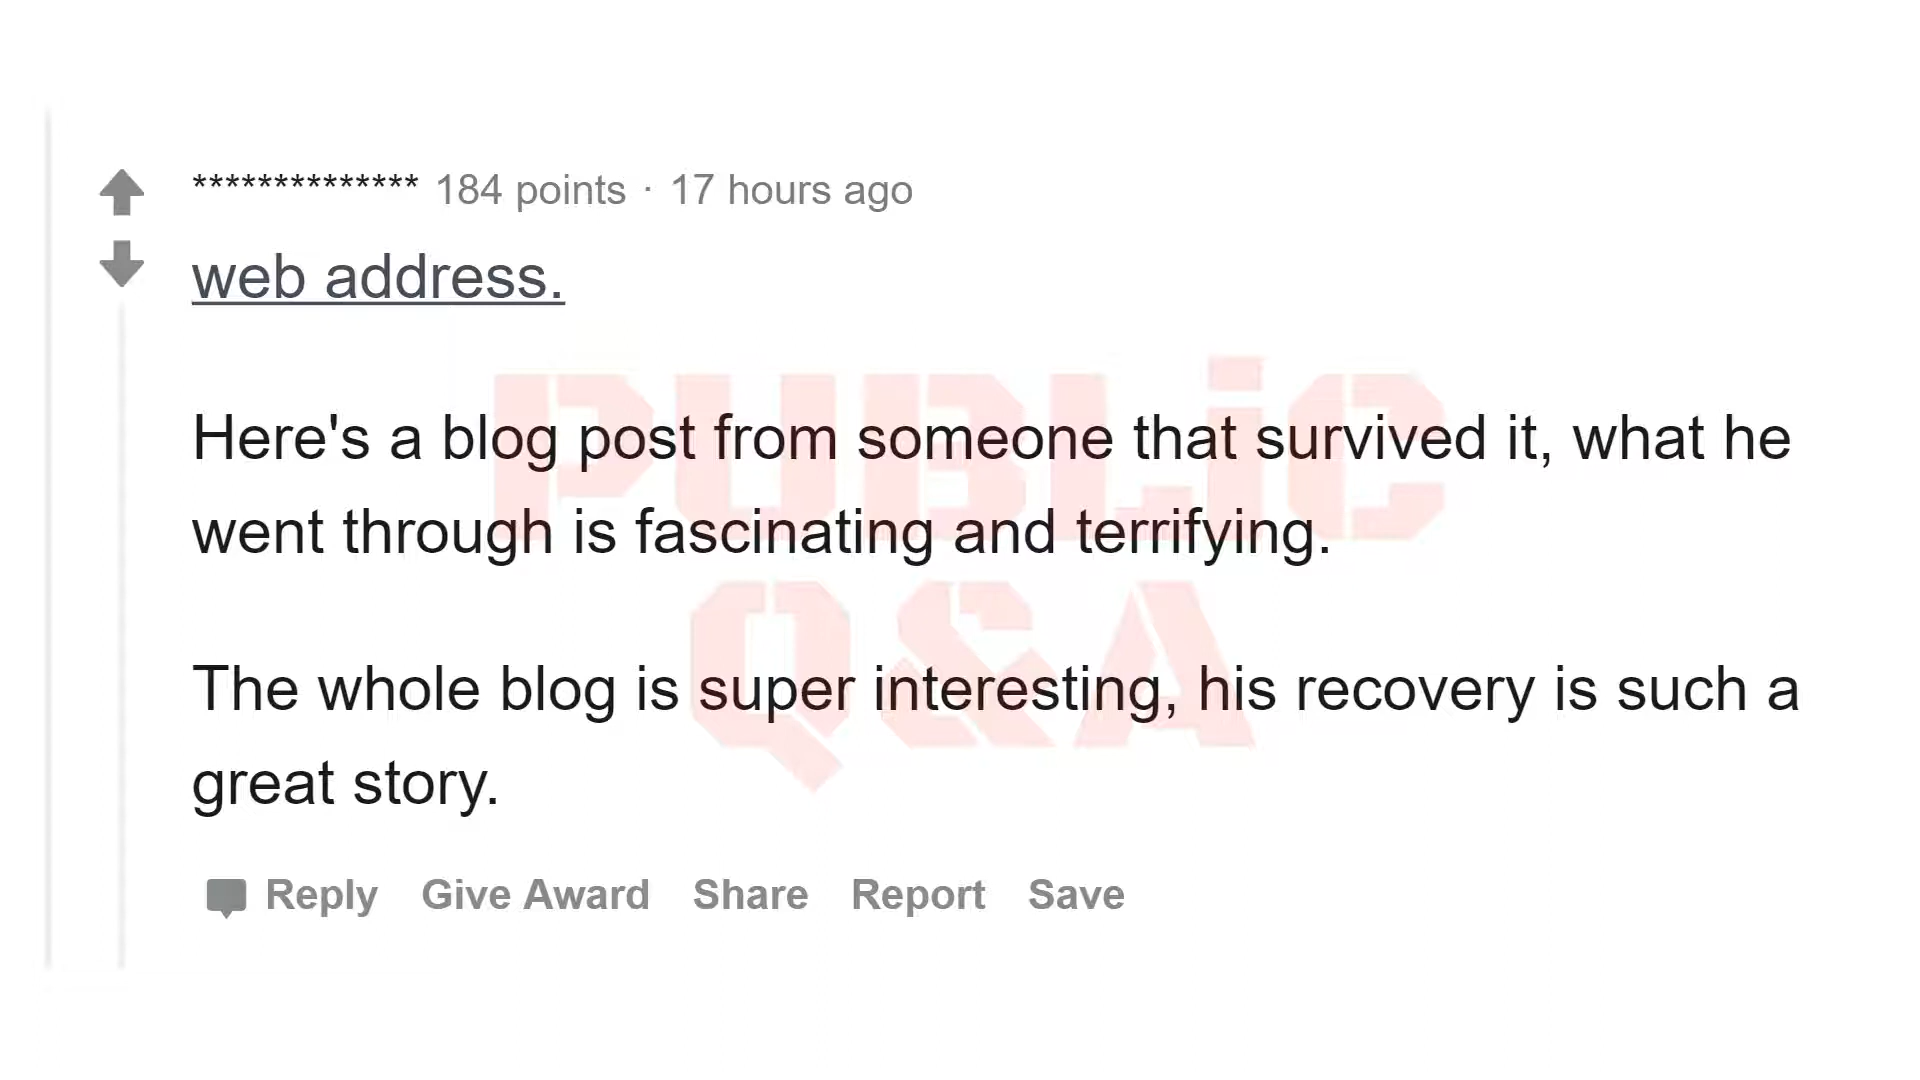 ************** 184 points · 17 hours ago
web address.
Here's a blog post from someone that survived it, what he
went through is fascinating and terrifying.
The whole blog is super interesting, his recovery is such a
great story.
Reply Give Award Share Report Save
PUBLiC
Q&A